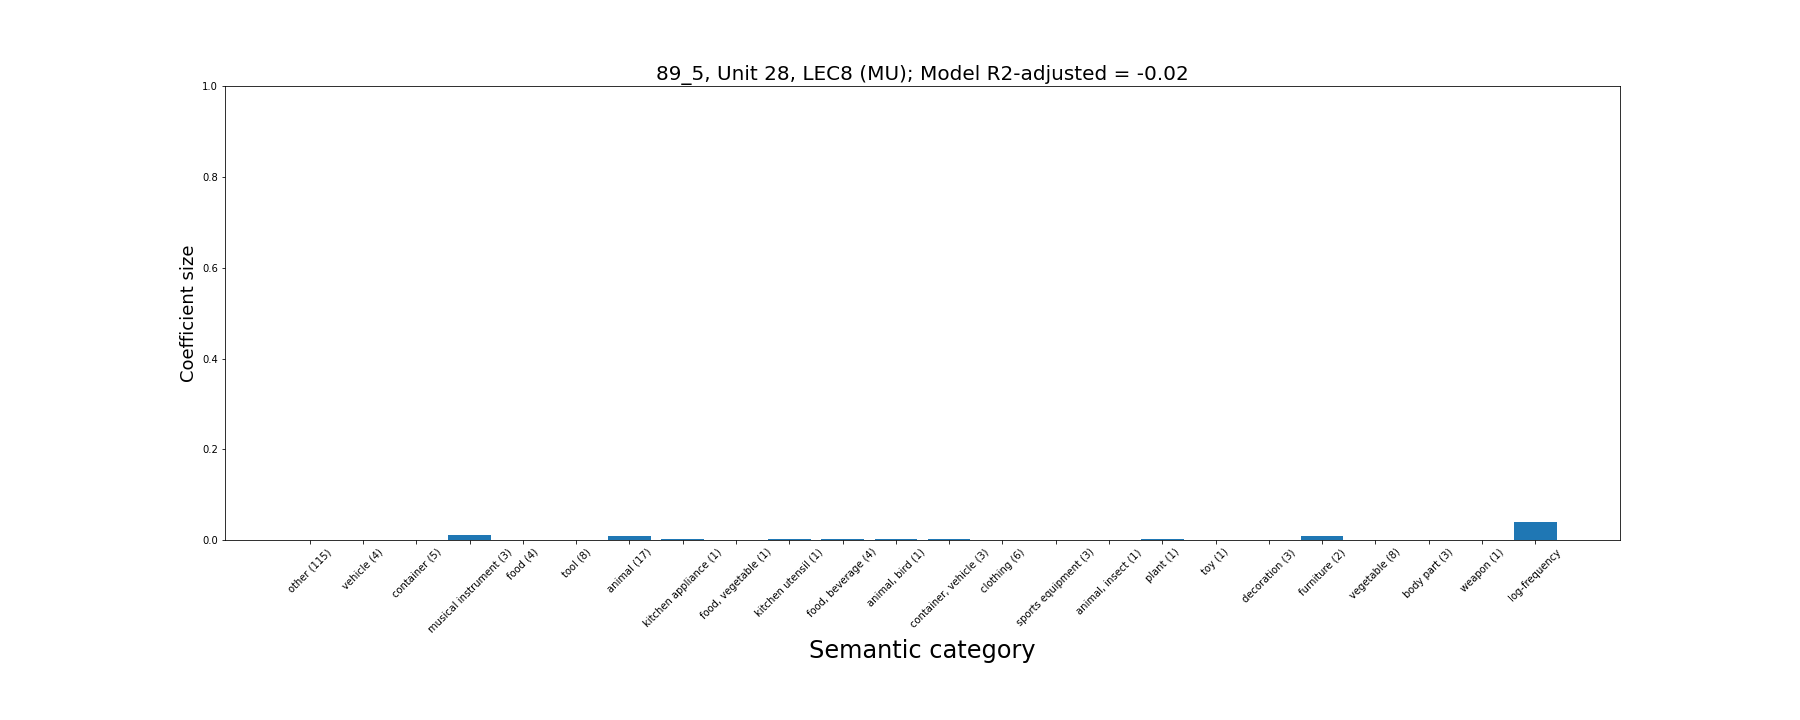 89_5, Unit 28, LEC8 (MU); Model R2-adjusted = -0.02
Coefficient size
1.0
0.8
0.6
0.4
0.2
0.0
other (115)
vehicle (4)
container (5)
musical instrument (3)
food (4)
tool (8)
animal (17)
kitchen appliance (1)
food, vegetable (1)
kitchen utensil (1)
food, beverage (4)
animal, bird (1)
container, vehicle (3)
clothing (6)
sports equipment (3)
animal, insect (1)
plant (1)
toy (1)
decoration (3)
furniture (2)
vegetable (8)
body part (3)
weapon (1)
log-frequency
Semantic category